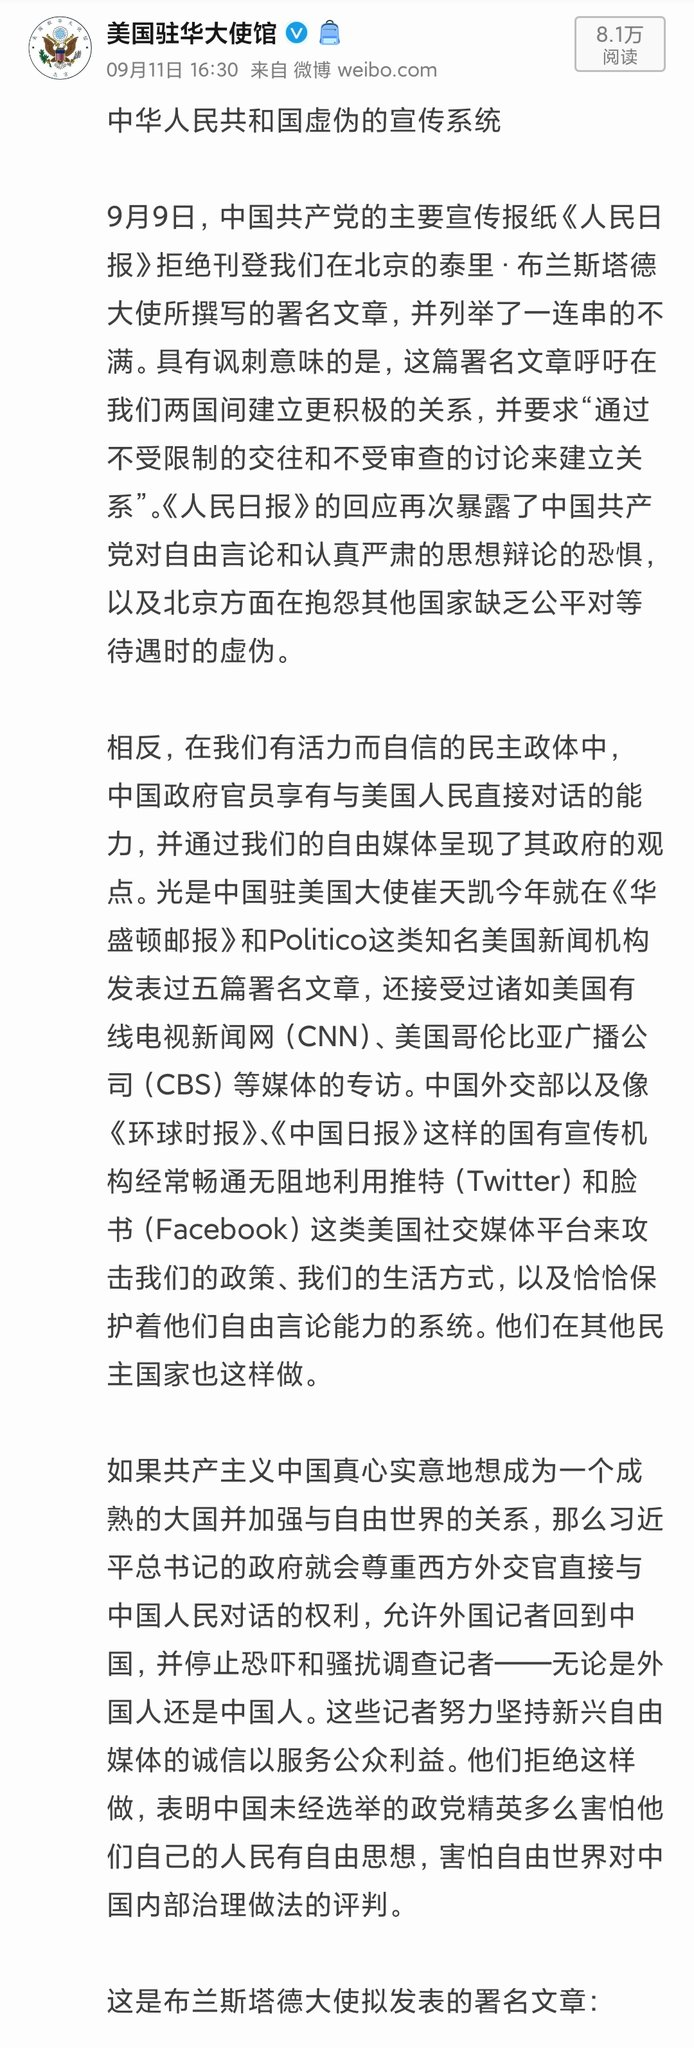 美国驻华大使馆
8.1万
阅读
09月11日 16:30 来自 微博 weibo.com
中华人民共和国虚伪的宣传系统
9月9日，中国共产党的主要宣传报纸《人民日
报》拒绝刊登我们在北京的泰里·布兰斯塔德
大使所撰写的署名文章，并列举了一连串的不
满。具有讽刺意味的是，这篇署名文章呼吁在
我们两国间建立更积极的关系，并要求“通过
不受限制的交往和不受审查的讨论来建立关
系”。《人民日报》的回应再次暴露了中国共产
党对自由言论和认真严肃的思想辩论的恐惧，
以及北京方面在抱怨其他国家缺乏公平对等
待遇时的虚伪。
相反，在我们有活力而自信的民主政体中，
中国政府官员享有与美国人民直接对话的能
力，并通过我们的自由媒体呈现了其政府的观
点。光是中国驻美国大使崔天凯今年就在《华
盛顿邮报》和Politico这类知名美国新闻机构
发表过五篇署名文章，还接受过诸如美国有
线电视新闻网（CNN）、美国哥伦比亚广播公
司（CBS）等媒体的专访。中国外交部以及像
《环球时报》、《中国日报》这样的国有宣传机
构经常畅通无阻地利用推特（Twitter）和脸
书（Facebook）这类美国社交媒体平台来攻
击我们的政策、我们的生活方式，以及恰恰保
护着他们自由言论能力的系统。他们在其他民
主国家也这样做。
如果共产主义中国真心实意地想成为一个成
熟的大国并加强与自由世界的关系，那么习近
平总书记的政府就会尊重西方外交官直接与
中国人民对话的权利，允许外国记者回到中
国，并停止恐吓和骚扰调查记者——无论是外
国人还是中国人。这些记者努力坚持新兴自由
媒体的诚信以服务公众利益。他们拒绝这样
做，表明中国未经选举的政党精英多么害怕他
们自己的人民有自由思想，害怕自由世界对中
国内部治理做法的评判。
这是布兰斯塔德大使拟发表的署名文章：